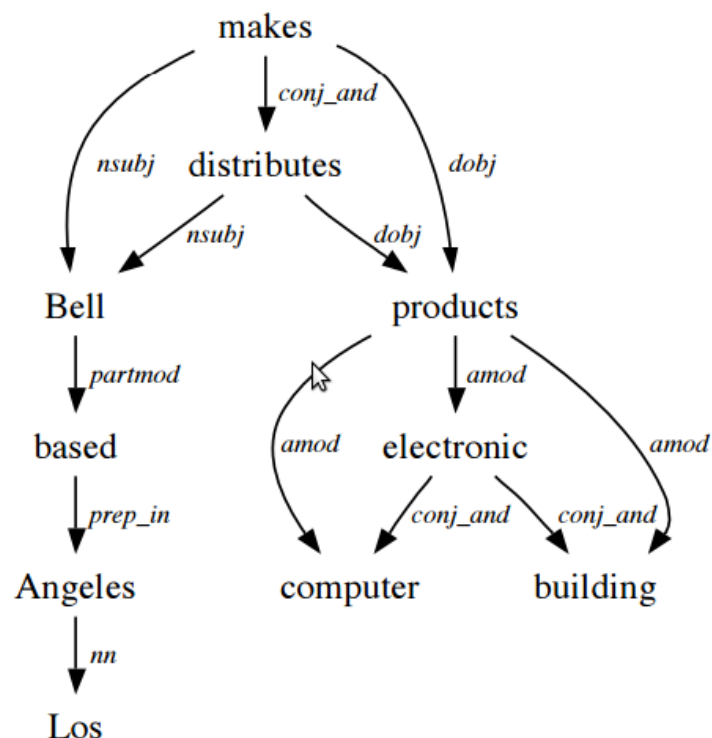 makes
conj_and
nsubj distributes dobj
nsubj dobj
Bell products
partmod amod
based amod electronic amod
prep_in conj_and conj_and
Angeles computer building
nn
Los